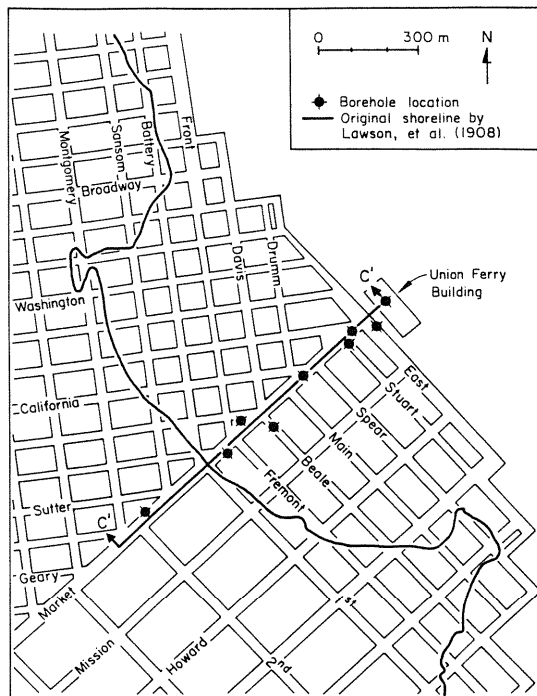 0 300 m
N
Borehole location
Original shoreline by
Lawson, et al. (1908)
Montgomery
Sansom
Battery
Front
Broadway
Davis
Drumm
C'
Union Ferry
Building
Washington
East
Stuart
Spear
Main
Beale
Fremont
California
Sutter
C'
Geary
Market
Mission
Howard
1st
2nd